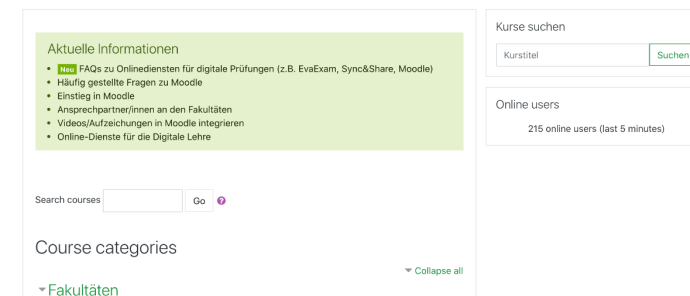 Aktuelle Informationen
Neu FAQs zu Onlinediensten für digitale Prüfungen (z.B. EvaExam, Sync&Share, Moodle)
Häufig gestellte Fragen zu Moodle
Einstieg in Moodle
Ansprechpartner/innen an den Fakultäten
Videos/Aufzeichungen in Moodle integrieren
Online-Dienste für die Digitale Lehre
Search courses Go
Course categories
Collapse all
Fakultäten
Kurse suchen
Kurstitel Suchen
Online users
215 online users (last 5 minutes)